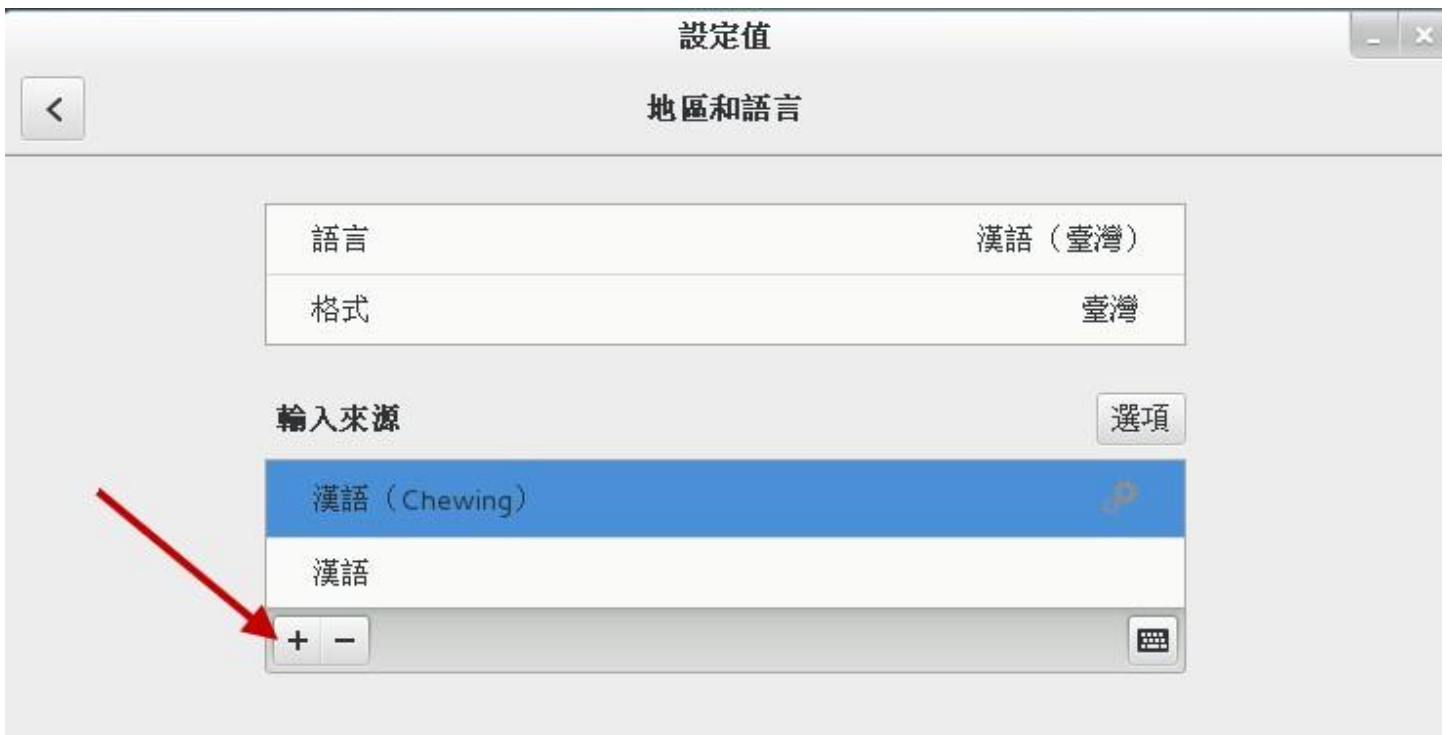 設定值
地區和語言
語言 漢語（臺灣）
格式 臺灣
輸入來源 選項
漢語（Chewing）
漢語